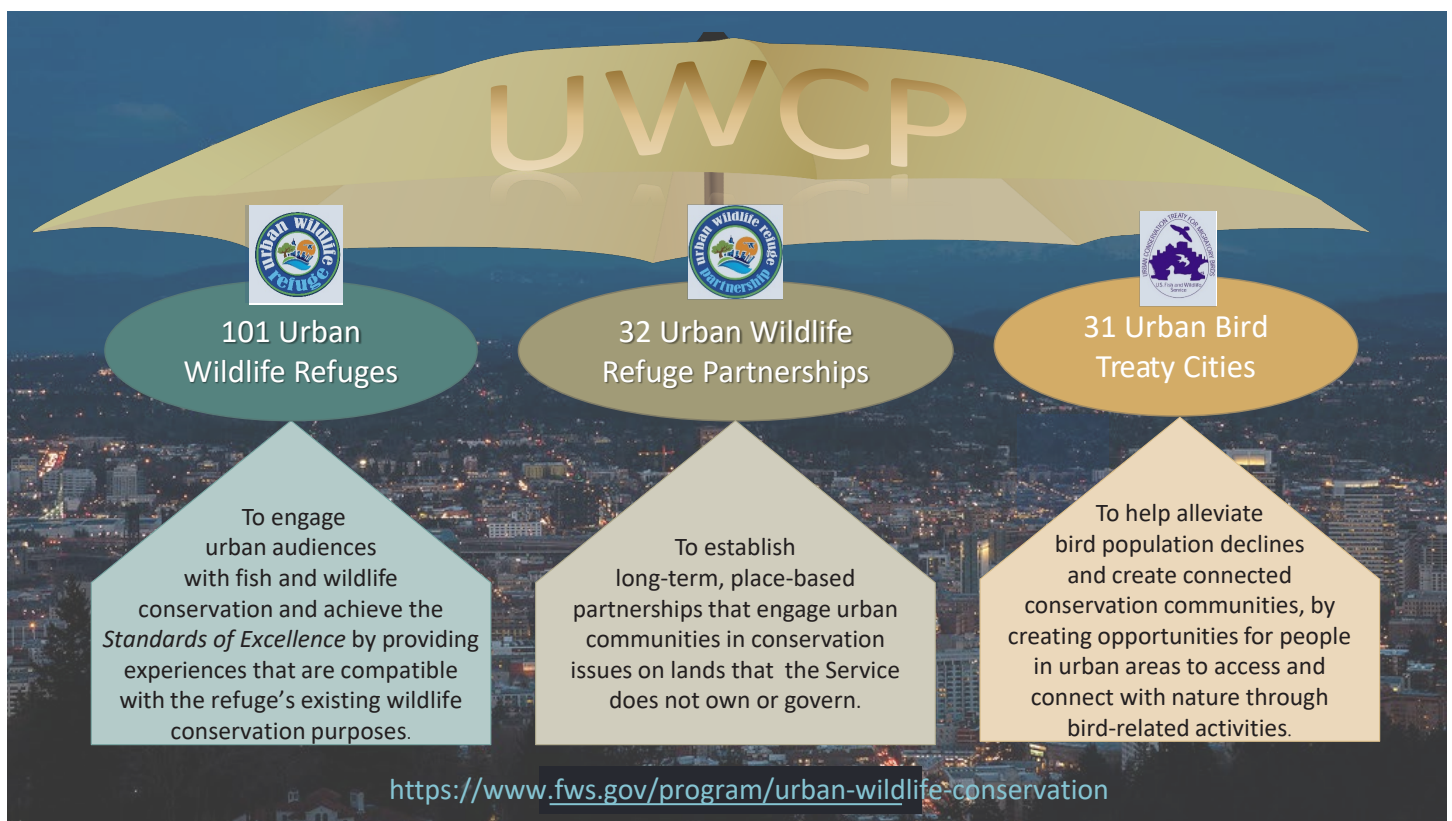 UWCP
urban wildlife
refuge
urban wildlife refuge
partnership
URBAN CONSERVATION TREATY FOR MIGRATORY BIRDS
U.S. Fish and Wildlife
Service
101 Urban
Wildlife Refuges
32 Urban Wildlife
Refuge Partnerships
31 Urban Bird
Treaty Cities
To engage
urban audiences
with fish and wildlife
conservation and achieve the
Standards of Excellence by providing
experiences that are compatible
with the refuge’s existing wildlife
conservation purposes.
To establish
long-term, place-based
partnerships that engage urban
communities in conservation
issues on lands that the Service
does not own or govern.
To help alleviate
bird population declines
and create connected
conservation communities, by
creating opportunities for people
in urban areas to access and
connect with nature through
bird-related activities.
https://www.fws.gov/program/urban-wildlife-conservation